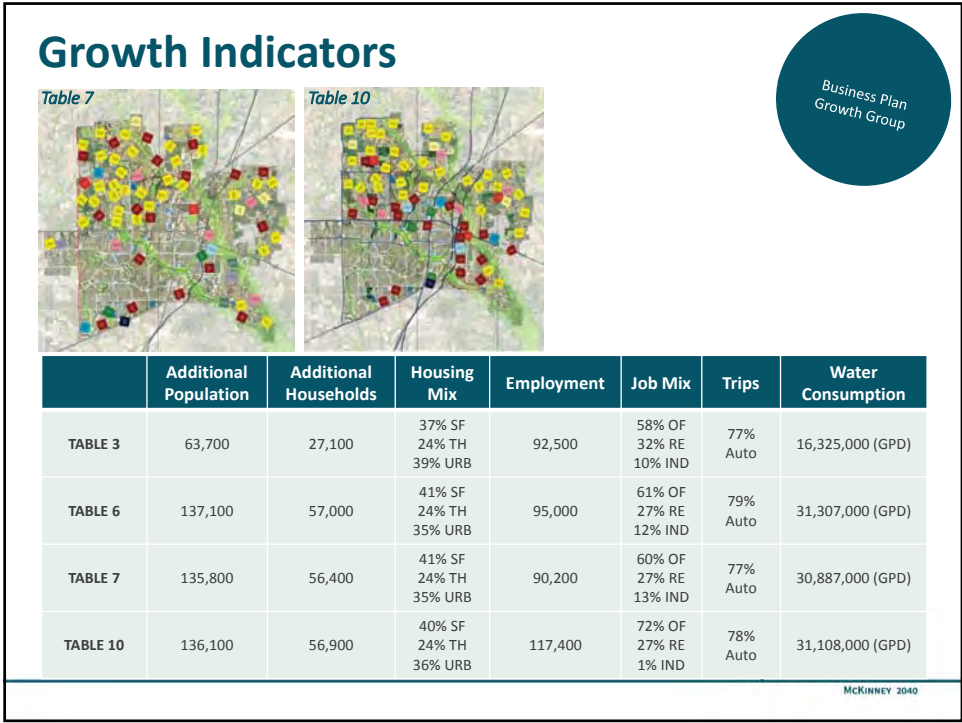 Growth Indicators
Business Plan
Growth Group
Table 7
Table 10
Additional Population
Additional Households
Housing Mix
Employment
Job Mix
Trips
Water Consumption
TABLE 3
63,700
27,100
37% SF
24% TH
39% URB
92,500
58% OF
32% RE
10% IND
77%
Auto
16,325,000 (GPD)
TABLE 6
137,100
57,000
41% SF
24% TH
35% URB
95,000
61% OF
27% RE
12% IND
79%
Auto
31,307,000 (GPD)
TABLE 7
135,800
56,400
41% SF
24% TH
35% URB
90,200
60% OF
27% RE
13% IND
77%
Auto
30,887,000 (GPD)
TABLE 10
136,100
56,900
40% SF
24% TH
36% URB
117,400
72% OF
27% RE
1% IND
78%
Auto
31,108,000 (GPD)
MCKINNEY 2040